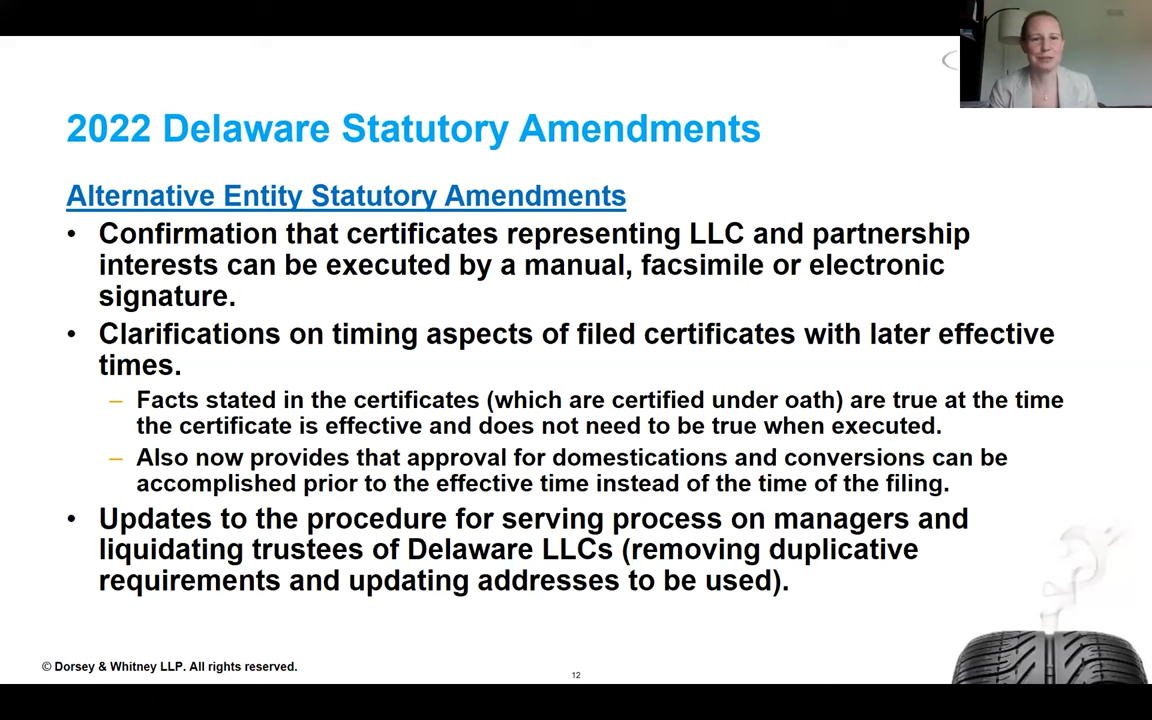 2022 Delaware Statutory Amendments
Alternative Entity Statutory Amendments
• Confirmation that certificates representing LLC and partnership
interests can be executed by a manual, facsimile or electronic
signature.
• Clarifications on timing aspects of filed certificates with later effective
times.
– Facts stated in the certificates (which are certified under oath) are true at the time
the certificate is effective and does not need to be true when executed.
– Also now provides that approval for domestications and conversions can be
accomplished prior to the effective time instead of the time of the filing.
• Updates to the procedure for serving process on managers and
liquidating trustees of Delaware LLCs (removing duplicative
requirements and updating addresses to be used).
© Dorsey & Whitney LLP. All rights reserved.
12